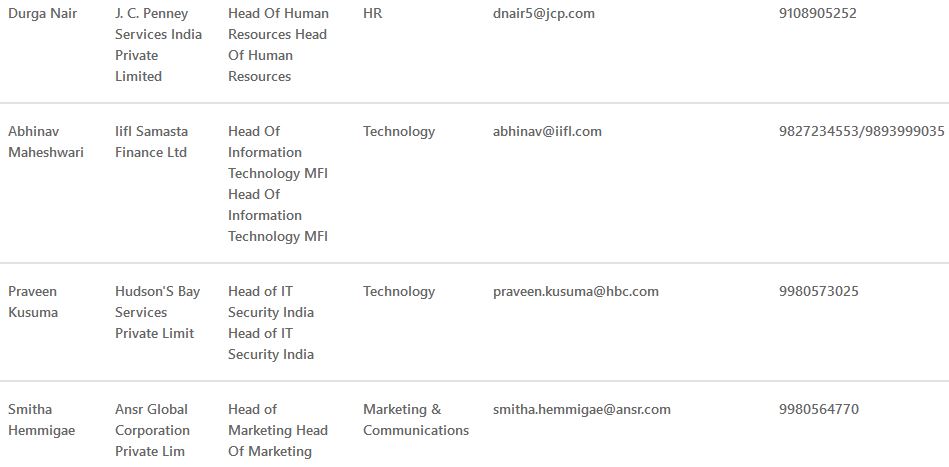 Durga Nair J. C. Penney Head Of Human HR dnair5@jcp.com 9108905252
Services India Resources Head
Private Of Human
Limited Resources
Abhinav Iifl Samasta Head Of Technology abhinav@iifl.com 9827234553/9893999035
Maheshwari Finance Ltd Information
Technology MFI
Head Of
Information
Technology MFI
Praveen Hudson'S Bay Head of IT Technology praveen.kusuma@hbc.com 9980573025
Kusuma Services Security India
Private Limit Head of IT
Security India
Smitha Ansr Global Head of Marketing & smitha.hemmigae@ansr.com 9980564770
Hemmigae Corporation Marketing Head Communications
Private Lim Of Marketing